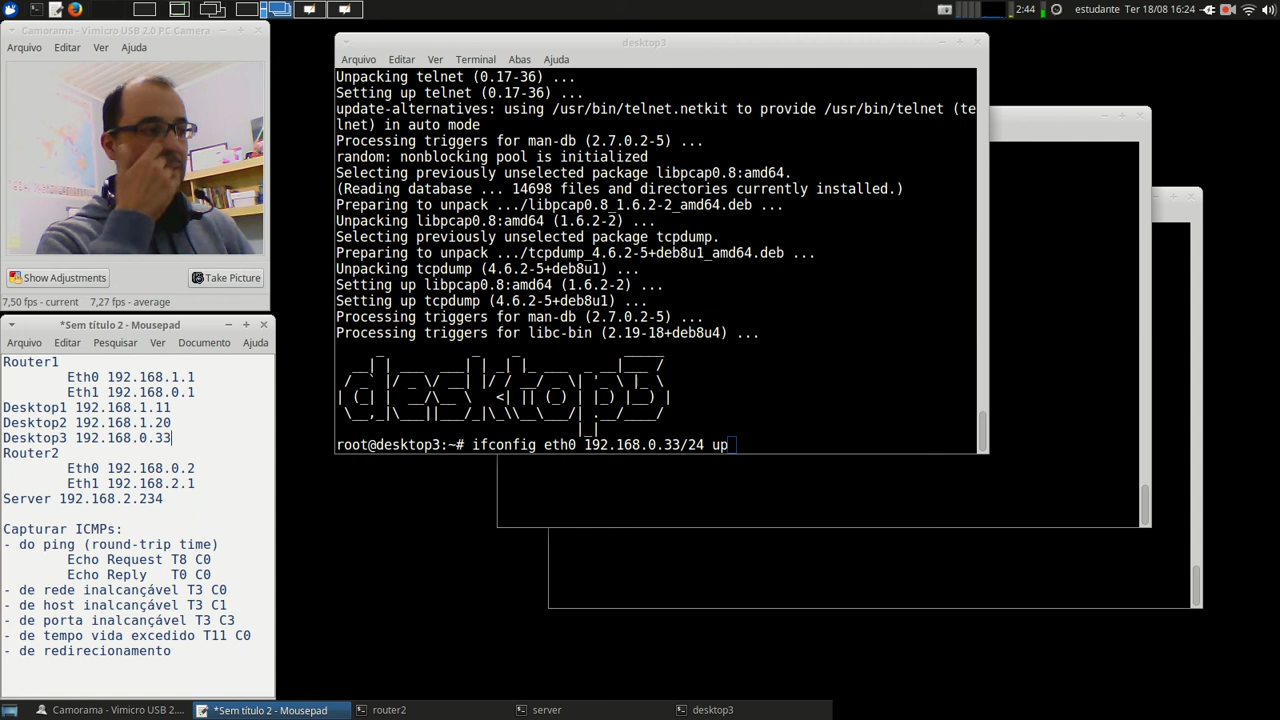 2:44
estudante Ter 18/08 16:24
Camorama - Vimicro USB 2.0 PC Camera
Arquivo Editar Ver Ajuda
Show Adjustments
Take Picture
7,50 fps - current 7,27 fps - average
*Sem título 2 - Mousepad
Arquivo Editar Pesquisar Ver Documento Ajuda
Router1
Eth0 192.168.1.1
Eth1 192.168.0.1
Desktop1 192.168.1.11
Desktop2 192.168.1.20
Desktop3 192.168.0.33
Router2
Eth0 192.168.0.2
Eth1 192.168.2.1
Server 192.168.2.234
Capturar ICMPs:
- do ping (round-trip time)
Echo Request T8 C0
Echo Reply T0 C0
- de rede inalcançável T3 C0
- de host inalcançável T3 C1
- de porta inalcançável T3 C3
- de tempo vida excedido T11 C0
- de redirecionamento
desktop3
Arquivo Editar Ver Terminal Abas Ajuda
Unpacking telnet (0.17-36) ...
Setting up telnet (0.17-36) ...
update-alternatives: using /usr/bin/telnet.netkit to provide /usr/bin/telnet (te
lnet) in auto mode
Processing triggers for man-db (2.7.0.2-5) ...
random: nonblocking pool is initialized
Selecting previously unselected package libpcap0.8:amd64.
(Reading database ... 14698 files and directories currently installed.)
Preparing to unpack .../libpcap0.8_1.6.2-2_amd64.deb ...
Unpacking libpcap0.8:amd64 (1.6.2-2) ...
Selecting previously unselected package tcpdump.
Preparing to unpack .../tcpdump_4.6.2-5+deb8u1_amd64.deb ...
Unpacking tcpdump (4.6.2-5+deb8u1) ...
Setting up libpcap0.8:amd64 (1.6.2-2) ...
Setting up tcpdump (4.6.2-5+deb8u1) ...
Processing triggers for man-db (2.7.0.2-5) ...
Processing triggers for libc-bin (2.19-18+deb8u4) ...
desktop3
root@desktop3:~# ifconfig eth0 192.168.0.33/24 up
Camorama - Vimicro USB 2....
*Sem título 2 - Mousepad
router2
server
desktop3